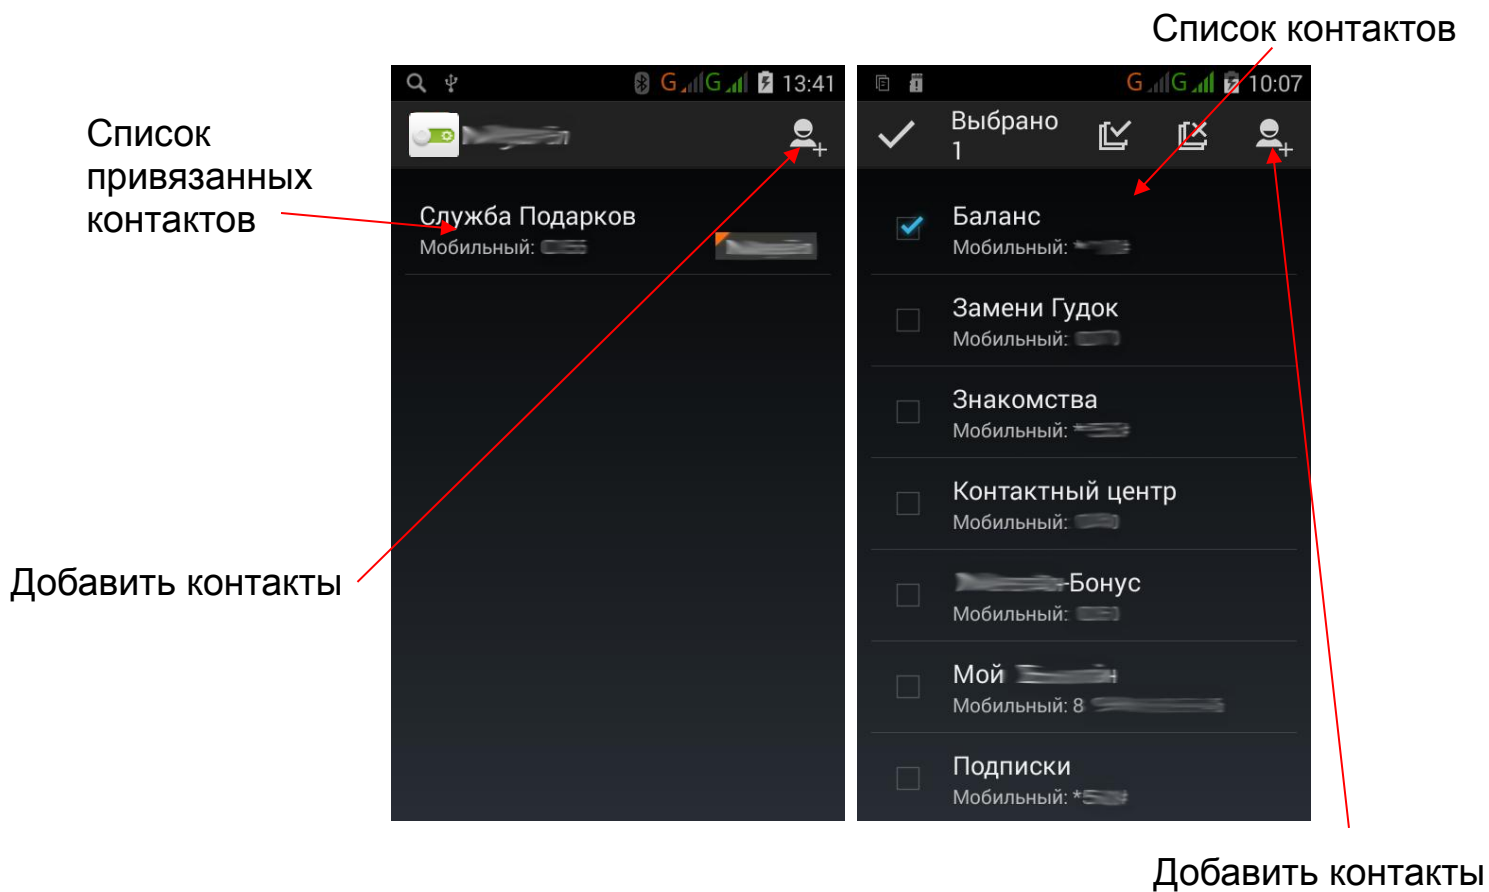 Список контактов
13:41
10:07
Список
привязанных
контактов
Выбрано
1
Служба Подарков
Мобильный:
Баланс
Мобильный: *
Замени Гудок
Мобильный:
Знакомства
Мобильный: *
Контактный центр
Мобильный:
-Бонус
Мобильный:
Мой
Мобильный: 8
Подписки
Мобильный: *
Добавить контакты
Добавить контакты